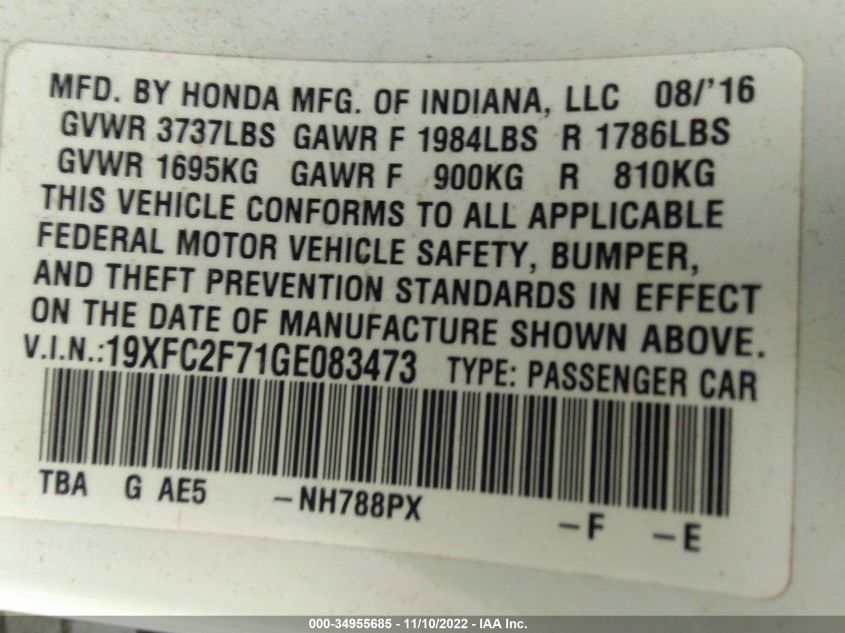 MFD. BY HONDA MFG. OF INDIANA, LLC 08/'16
GVWR 3737LBS GAWR F 1984LBS R 1786LBS
GVWR 1695KG GAWR F 900KG R 810KG
THIS VEHICLE CONFORMS TO ALL APPLICABLE
FEDERAL MOTOR VEHICLE SAFETY, BUMPER,
AND THEFT PREVENTION STANDARDS IN EFFECT
ON THE DATE OF MANUFACTURE SHOWN ABOVE.
V.I.N.:19XFC2F71GE083473 TYPE: PASSENGER CAR
TBA G AE5 -NH788PX -F -E
000-34955685 - 11/10/2022 - IAA Inc.